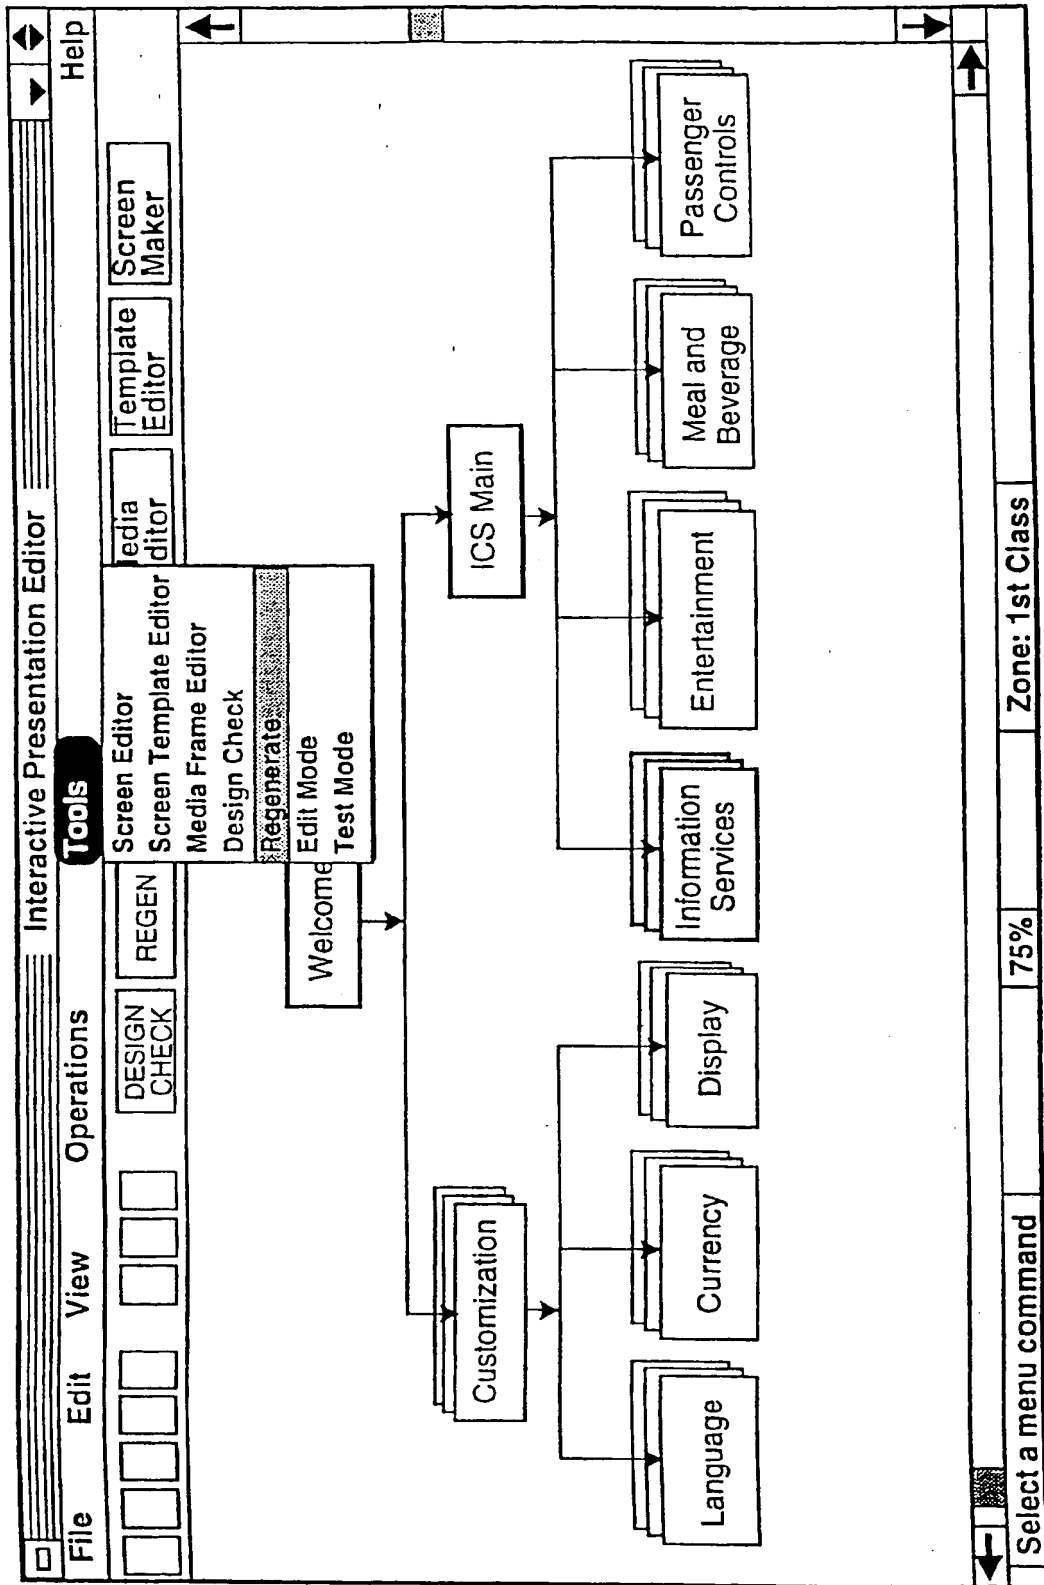 Interactive Presentation Editor
File Edit View Operations Tools Help
DESIGN
CHECK
REGEN
edia
ditor
Template
Editor
Screen
Maker
Screen Editor
Screen Template Editor
Media Frame Editor
Design Check
Regenerate
Edit Mode
Test Mode
Welcome
Customization
ICS Main
Language
Currency
Display
Information
Services
Entertainment
Meal and
Beverage
Passenger
Controls
Select a menu command
75%
Zone: 1st Class